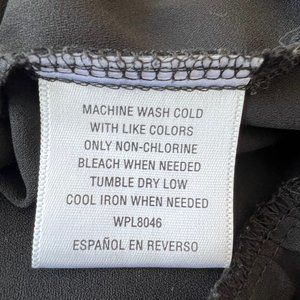 MACHINE WASH COLD
WITH LIKE COLORS
ONLY NON-CHLORINE
BLEACH WHEN NEEDED
TUMBLE DRY LOW
COOL IRON WHEN NEEDED
WPL8046
ESPAÑOL EN REVERSO